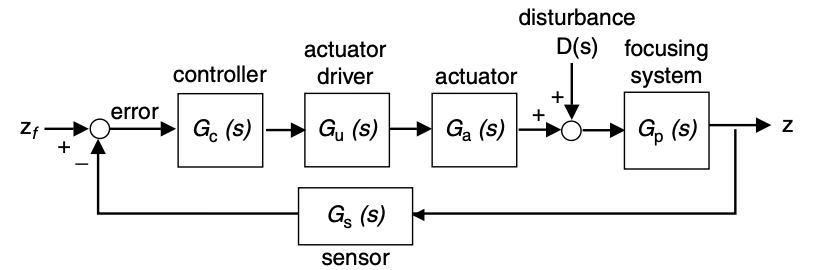 disturbance
D(s)
actuator
driver
focusing
system
controller
actuator
z_f
+
−
error
G_c (s)
G_u (s)
G_a (s)
+
+
G_p (s)
z
G_s (s)
sensor